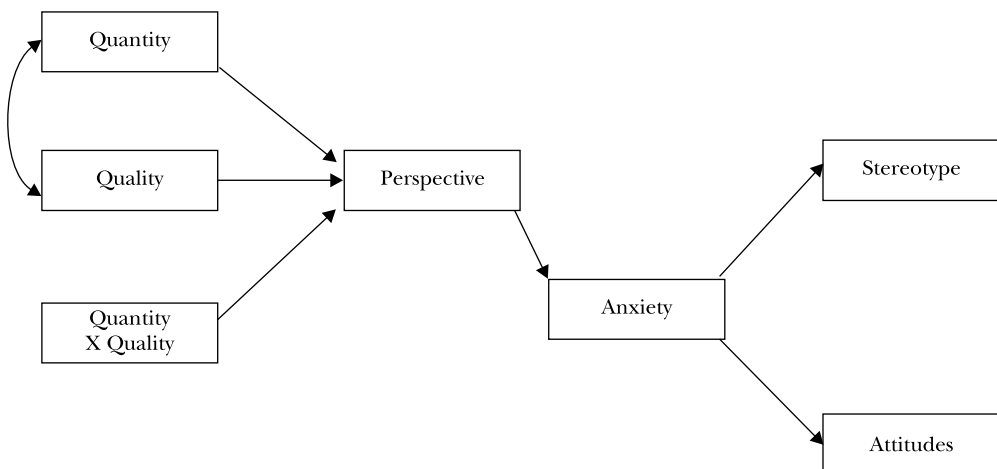 Quantity
Quality
Quantity
X Quality
Perspective
Anxiety
Stereotype
Attitudes